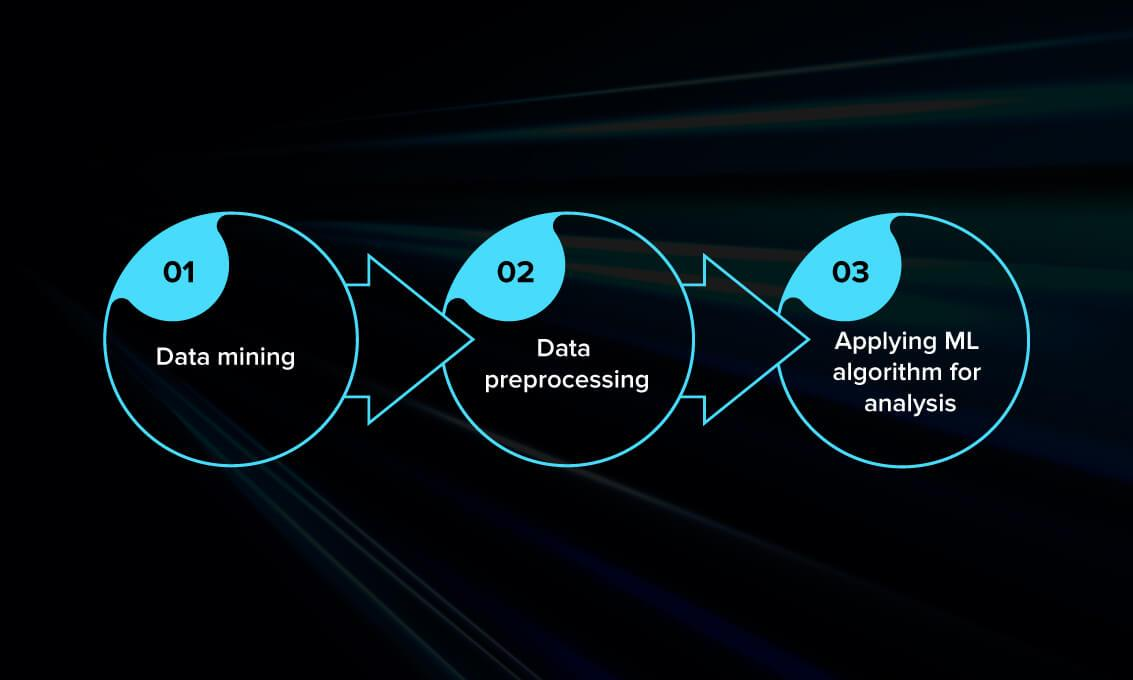 01
Data mining
02
Data
preprocessing
03
Applying ML
algorithm for
analysis